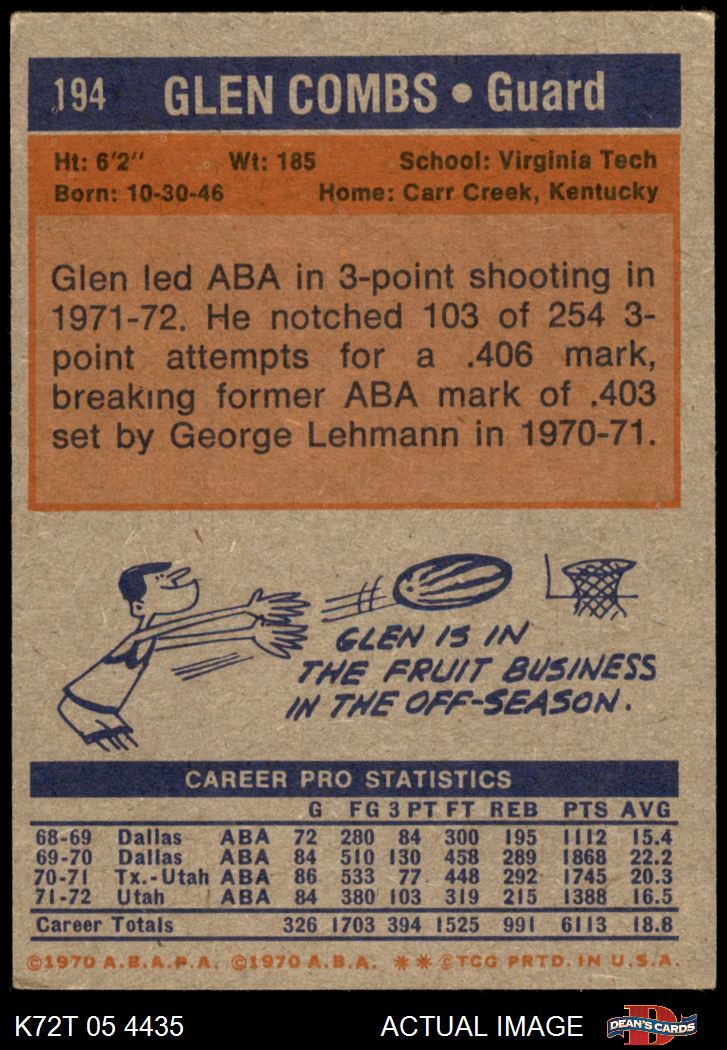 194 GLEN COMBS • Guard
Ht: 6'2" Wt: 185 School: Virginia Tech
Born: 10-30-46 Home: Carr Creek, Kentucky
Glen led ABA in 3-point shooting in
1971-72. He notched 103 of 254 3-
point attempts for a .406 mark,
breaking former ABA mark of .403
set by George Lehmann in 1970-71.
GLEN IS IN
THE FRUIT BUSINESS
IN THE OFF-SEASON.
CAREER PRO STATISTICS
G FG 3 PT FT REB PTS AVG
68-69 Dallas ABA 72 280 84 300 195 1112 15.4
69-70 Dallas ABA 84 510 130 458 289 1868 22.2
70-71 Tx.-Utah ABA 86 533 77 448 292 1745 20.3
71-72 Utah ABA 84 380 103 319 215 1388 16.5
Career Totals 326 1703 394 1525 991 6113 18.8
©1970 A.B.A.P.A. ©1970 A.B.A. ** ©TCG PRTD. IN U.S.A.
K72T 05 4435 ACTUAL IMAGE DEAN'S CARDS